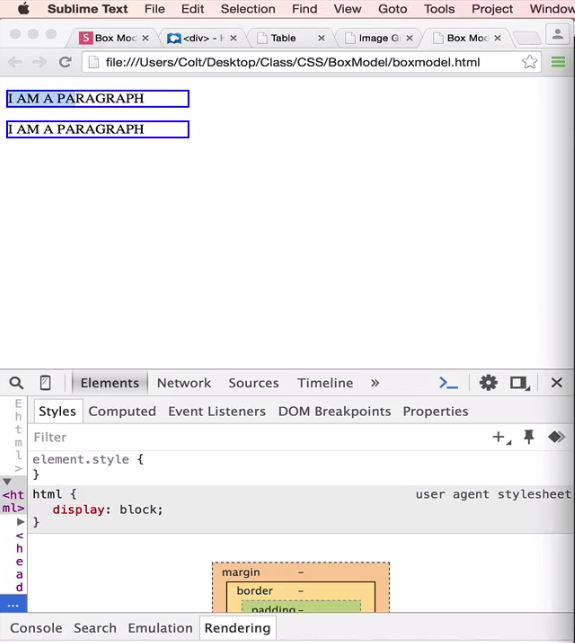 Sublime Text File Edit Selection Find View Goto Tools Project Window
Box Mod <div> - H Table Image Ga Box Mod
file:///Users/Colt/Desktop/Class/CSS/BoxModel/boxmodel.html
I AM A PARAGRAPH
I AM A PARAGRAPH
Elements Network Sources Timeline »
Styles Computed Event Listeners DOM Breakpoints Properties
Filter
element.style {
}
html { user agent stylesheet
display: block;
}
E
h
t
m
l
>
<ht
ml>
<
h
e
a
d
...
margin -
border -
padding -
Console Search Emulation Rendering